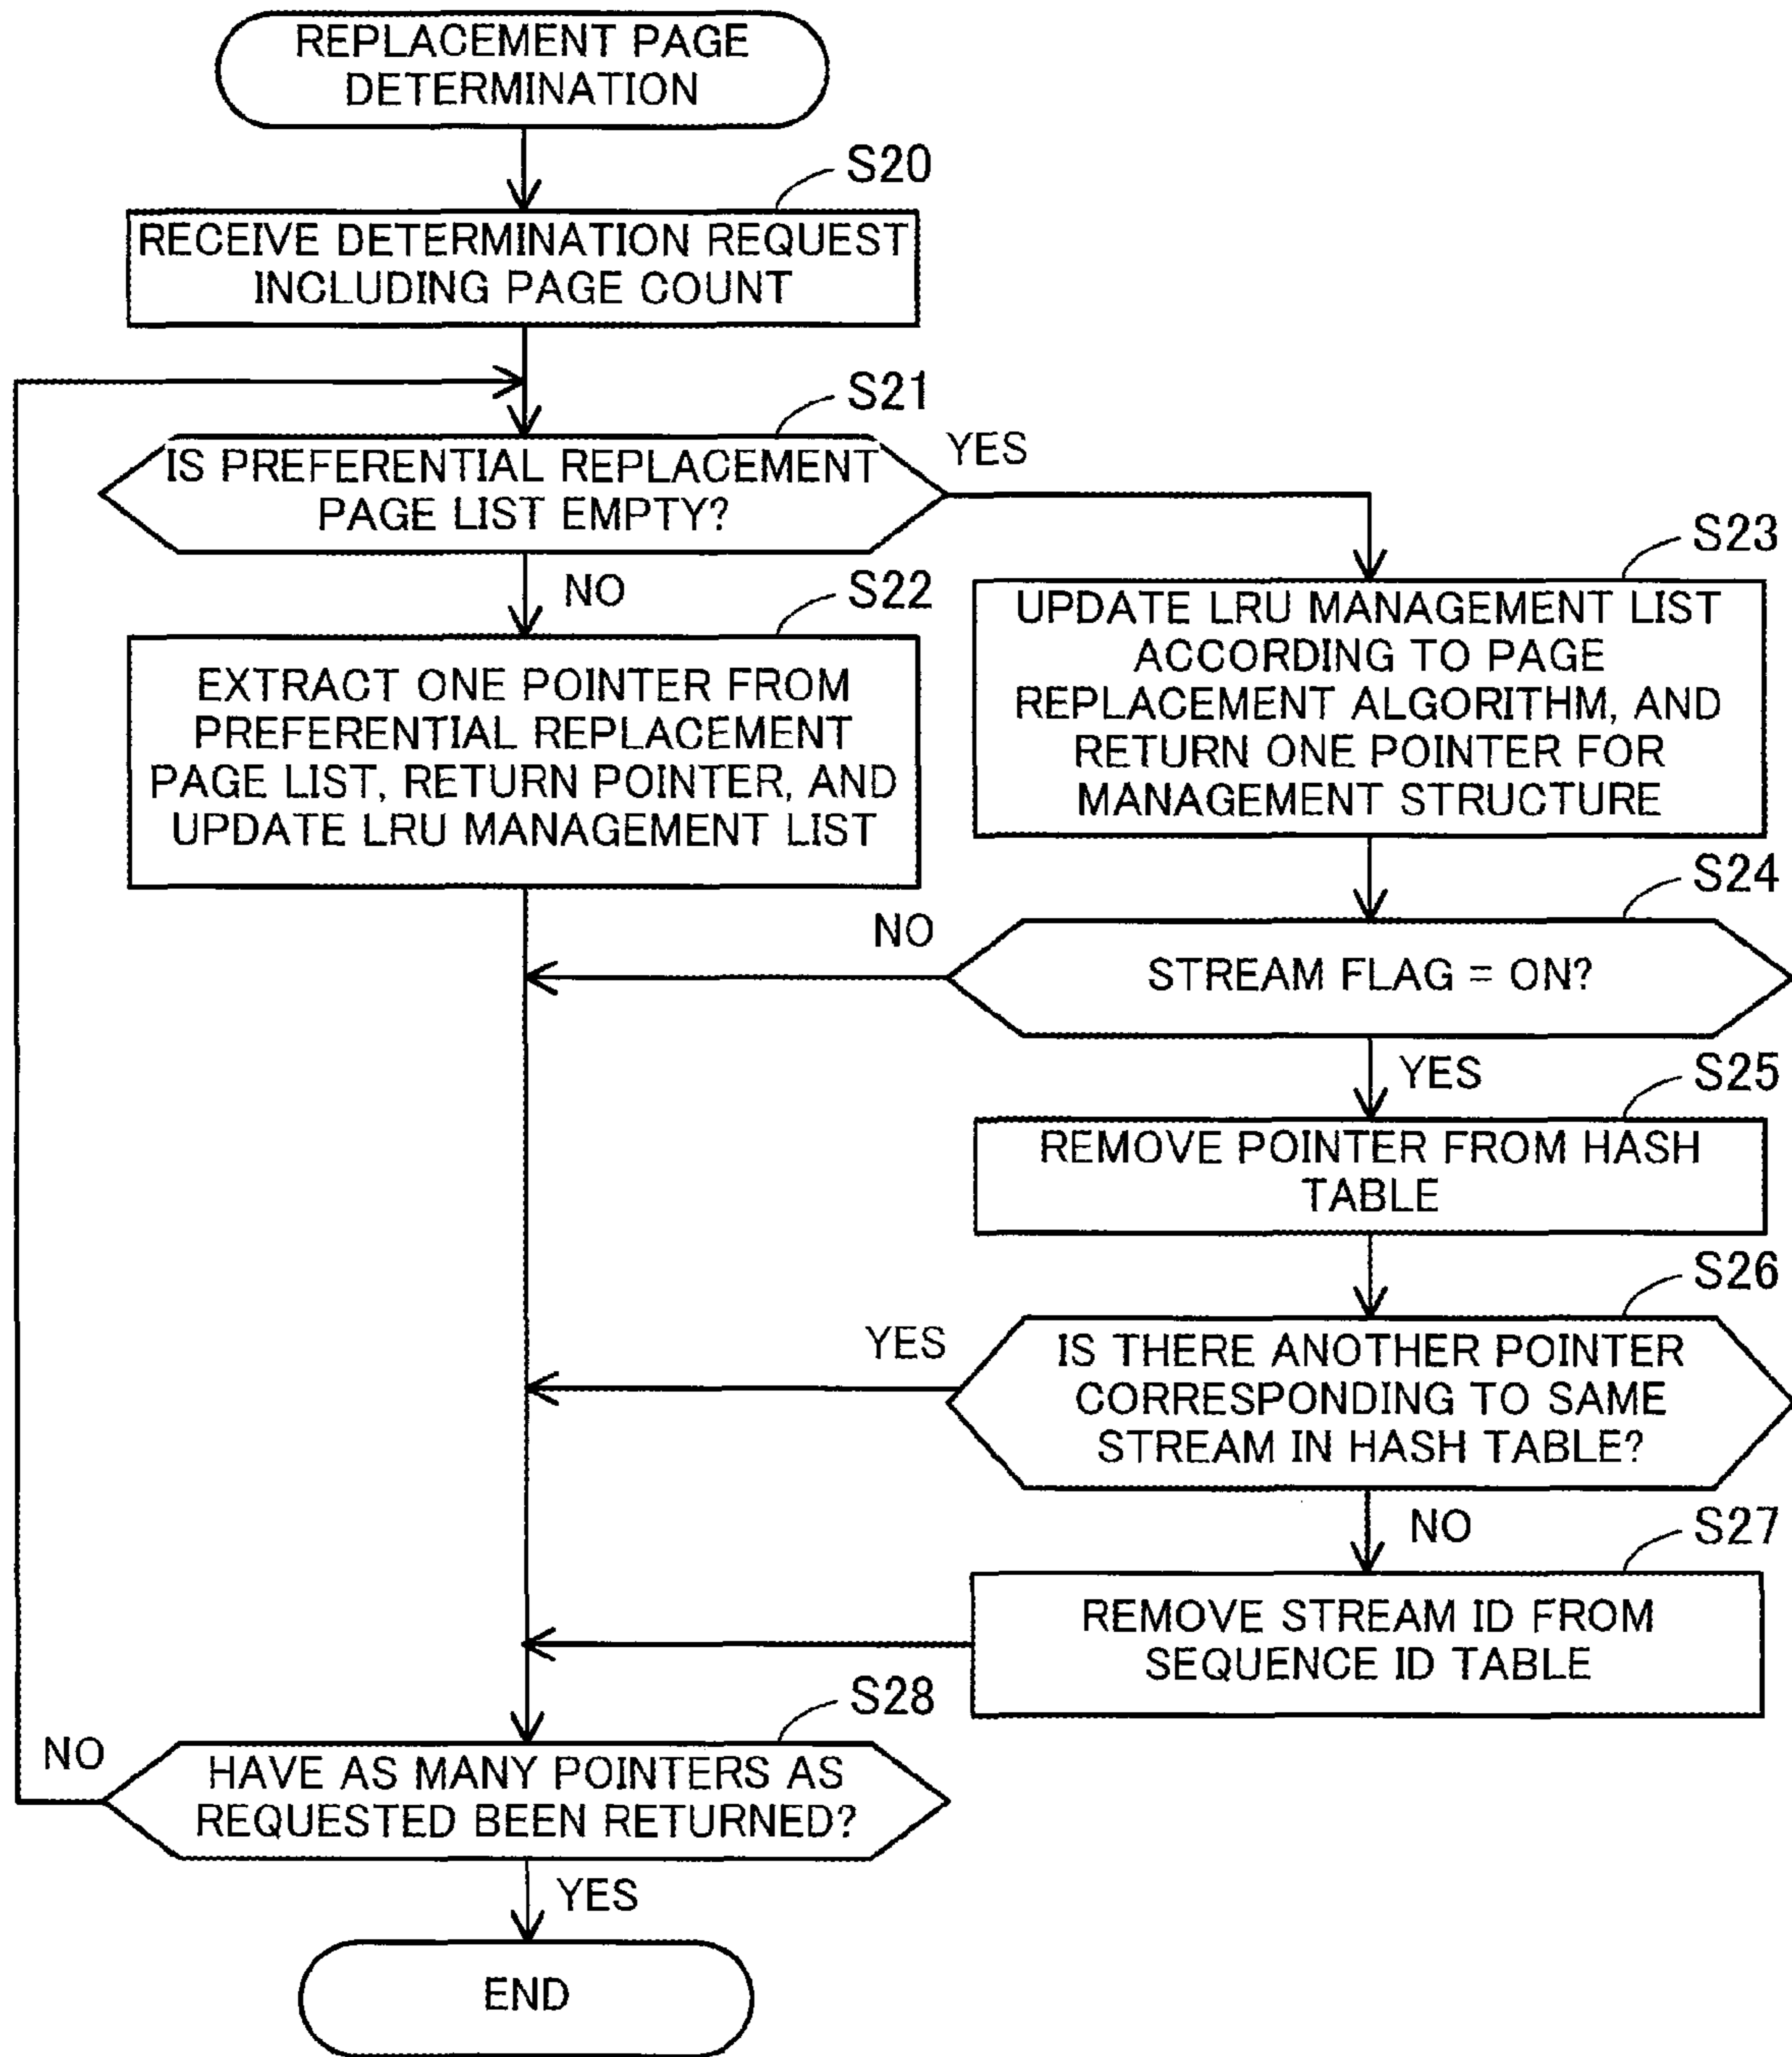 REPLACEMENT PAGE
DETERMINATION
S20
RECEIVE DETERMINATION REQUEST
INCLUDING PAGE COUNT
S21
IS PREFERENTIAL REPLACEMENT
PAGE LIST EMPTY?
YES
NO
S22
EXTRACT ONE POINTER FROM
PREFERENTIAL REPLACEMENT
PAGE LIST, RETURN POINTER, AND
UPDATE LRU MANAGEMENT LIST
S23
UPDATE LRU MANAGEMENT LIST
ACCORDING TO PAGE
REPLACEMENT ALGORITHM, AND
RETURN ONE POINTER FOR
MANAGEMENT STRUCTURE
S24
NO
STREAM FLAG = ON?
YES
S25
REMOVE POINTER FROM HASH
TABLE
S26
YES
IS THERE ANOTHER POINTER
CORRESPONDING TO SAME
STREAM IN HASH TABLE?
NO
S27
REMOVE STREAM ID FROM
SEQUENCE ID TABLE
S28
NO
HAVE AS MANY POINTERS AS
REQUESTED BEEN RETURNED?
YES
END